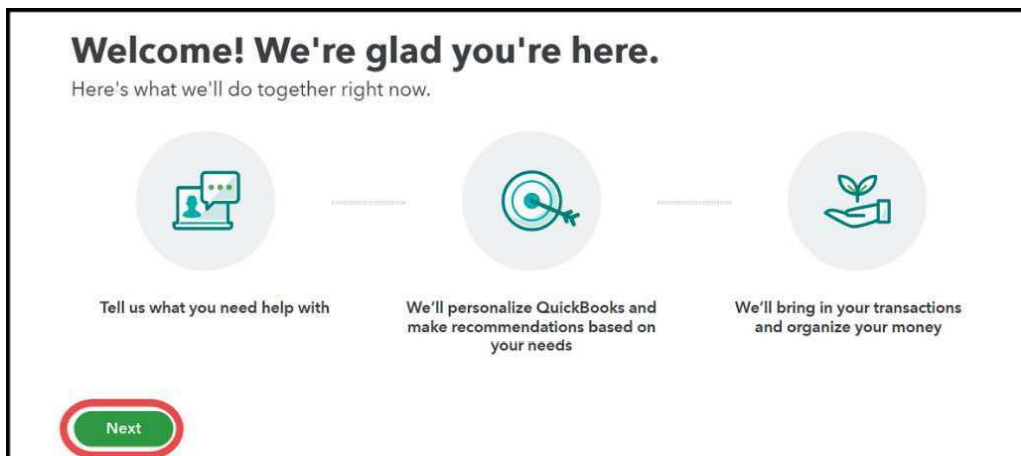 Welcome! We're glad you're here.
Here's what we'll do together right now.
Tell us what you need help with
We'll personalize QuickBooks and
make recommendations based on
your needs
We'll bring in your transactions
and organize your money
Next